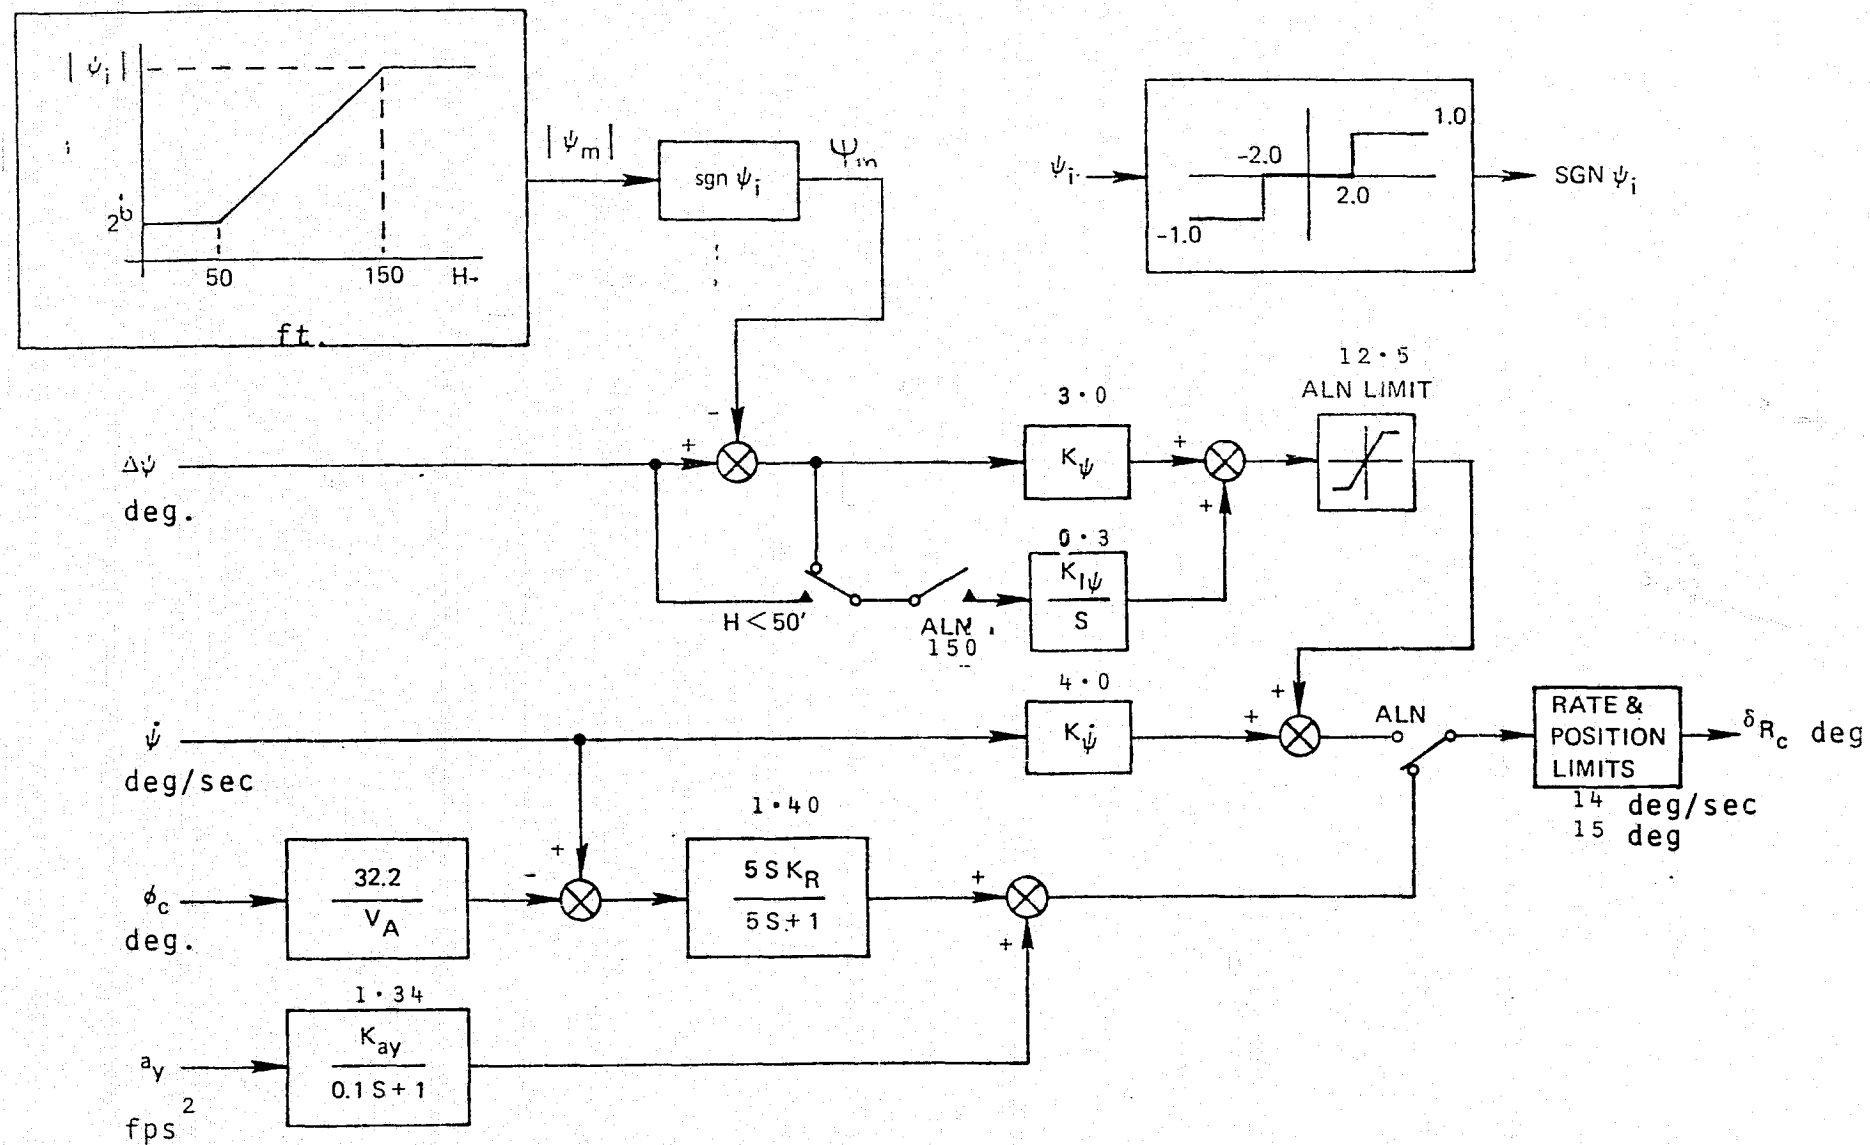 | ψi |
2°
50
150
H→
ft.
|ψm|
sgn ψi
ψm
ψi
-2.0
1.0
2.0
-1.0
SGN ψi
12.5
ALN LIMIT
3.0
Δψ
deg.
-
+
Kψ
+
+
0.3
KIψ
S
H < 50'
ALN
150
4.0
ψ̇
deg/sec
Kψ̇
+
+
ALN
RATE &
POSITION
LIMITS
δRc deg
14 deg/sec
15 deg
1.40
φc
deg.
32.2
VA
-
+
5 S KR
5 S + 1
+
+
1.34
ay
fps²
Kay
0.1 S + 1